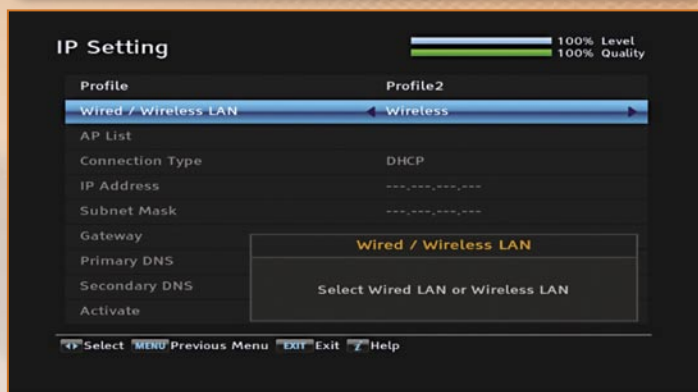 IP Setting
100% Level
100% Quality
Profile Profile2
Wired / Wireless LAN Wireless
AP List
Connection Type DHCP
IP Address ---.---.---.---
Subnet Mask ---.---.---.---
Gateway
Wired / Wireless LAN
Primary DNS
Secondary DNS
Select Wired LAN or Wireless LAN
Activate
Select MENU Previous Menu EXIT Exit i Help